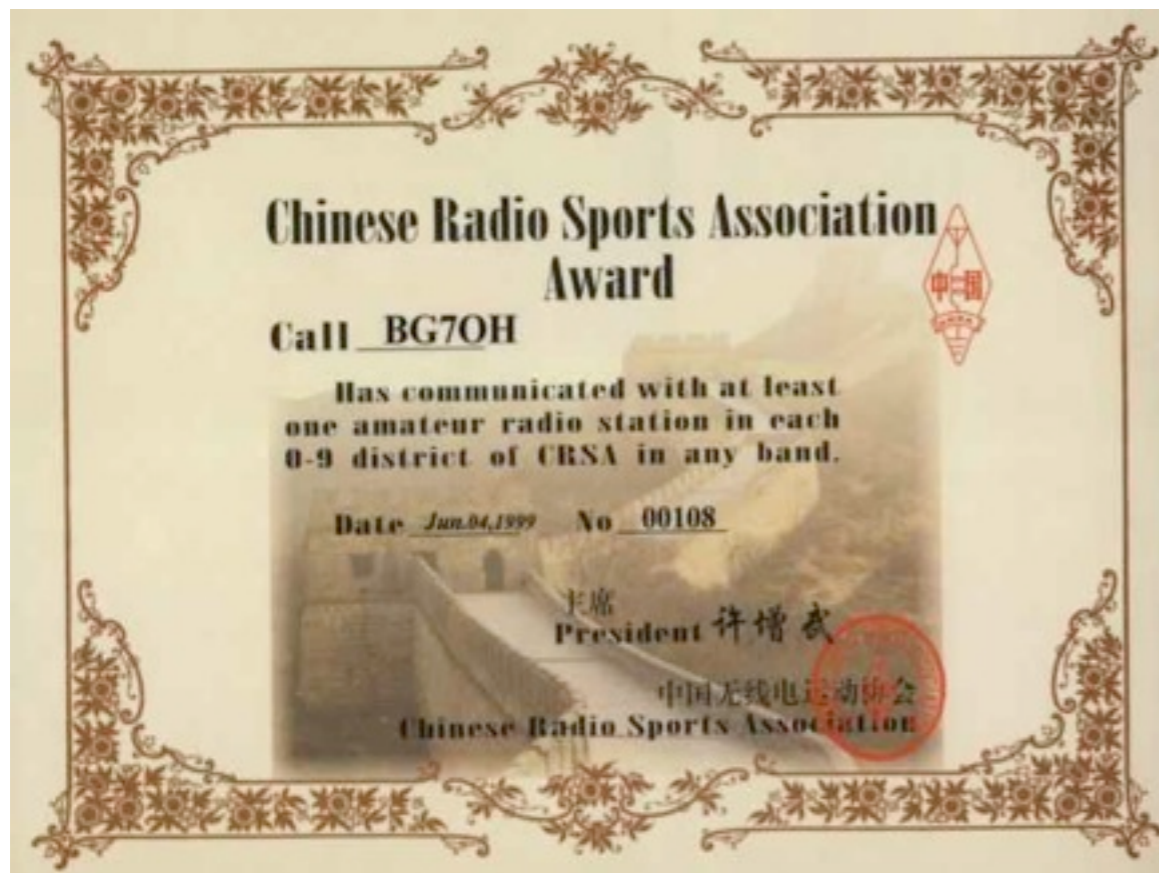 Chinese Radio Sports Association
Award
Call BG7OH
Has communicated with at least
one amateur radio station in each
0-9 district of CRSA in any band.
Date Jun.04,1999 No 00108
主席
President 许增武
中国无线电运动协会
Chinese Radio Sports Association
中国